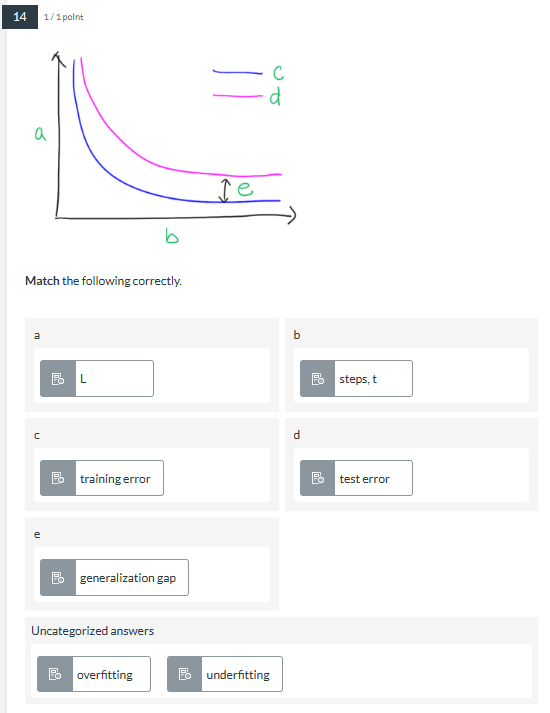 14 1 / 1 point
c
d
a
e
b
Match the following correctly.
a b
L steps, t
c d
training error test error
e
generalization gap
Uncategorized answers
overfitting underfitting